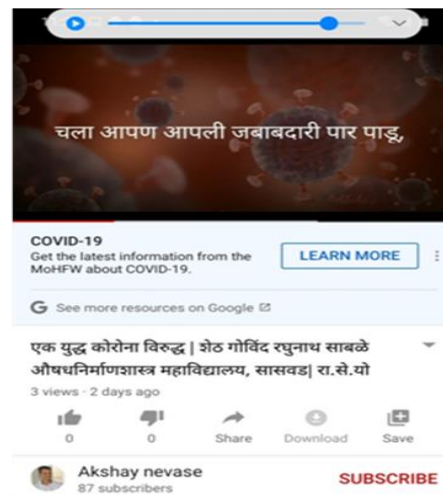 चला आपण आपली जबाबदारी पार पाडू,
COVID-19
Get the latest information from the
MoHFW about COVID-19.
LEARN MORE
G See more resources on Google
एक युद्ध कोरोना विरुद्ध | शेठ गोविंद रघुनाथ साबळे
औषधनिर्माणशास्त्र महाविद्यालय, सासवड| रा.से.यो
3 views · 2 days ago
0
0
Share
Download
Save
Akshay nevase
87 subscribers
SUBSCRIBE